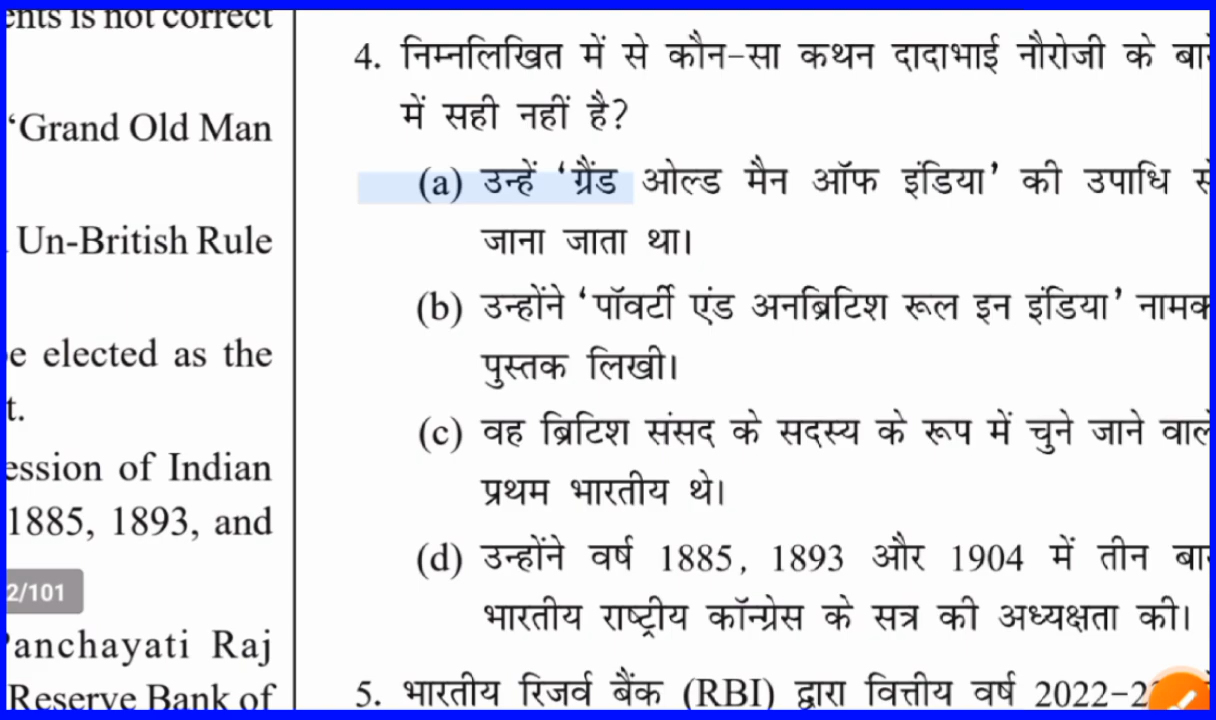 ents is not correct
'Grand Old Man
Un-British Rule
e elected as the
t.
ession of Indian
1885, 1893, and
2/101
Panchayati Raj
Reserve Bank of
4. निम्नलिखित में से कौन-सा कथन दादाभाई नौरोजी के बारे
में सही नहीं है?
(a) उन्हें 'ग्रैंड ओल्ड मैन ऑफ इंडिया' की उपाधि से
जाना जाता था।
(b) उन्होंने 'पॉवर्टी एंड अनब्रिटिश रूल इन इंडिया' नामक
पुस्तक लिखी।
(c) वह ब्रिटिश संसद के सदस्य के रूप में चुने जाने वाले
प्रथम भारतीय थे।
(d) उन्होंने वर्ष 1885, 1893 और 1904 में तीन बा
भारतीय राष्ट्रीय कॉन्ग्रेस के सत्र की अध्यक्षता की।
5. भारतीय रिजर्व बैंक (RBI) द्वारा वित्तीय वर्ष 2022-2